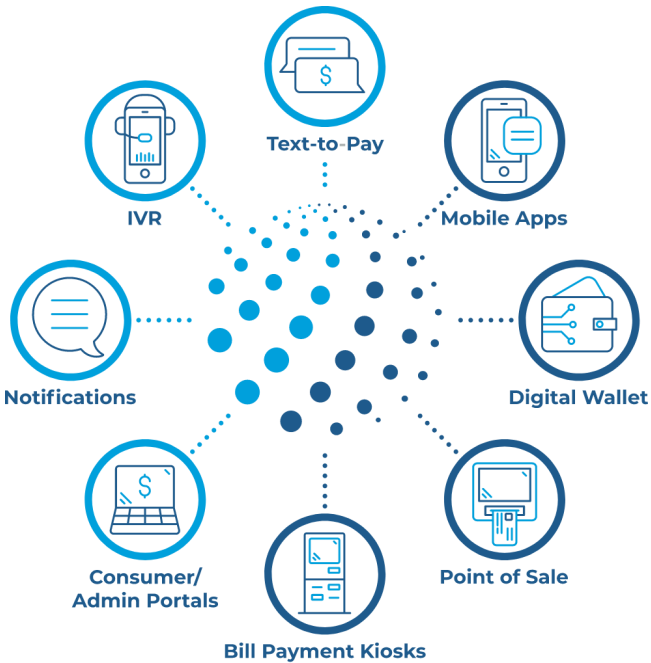 $
Text-to-Pay
IVR
Mobile Apps
Notifications
Digital Wallet
$
Consumer/
Admin Portals
Point of Sale
Bill Payment Kiosks